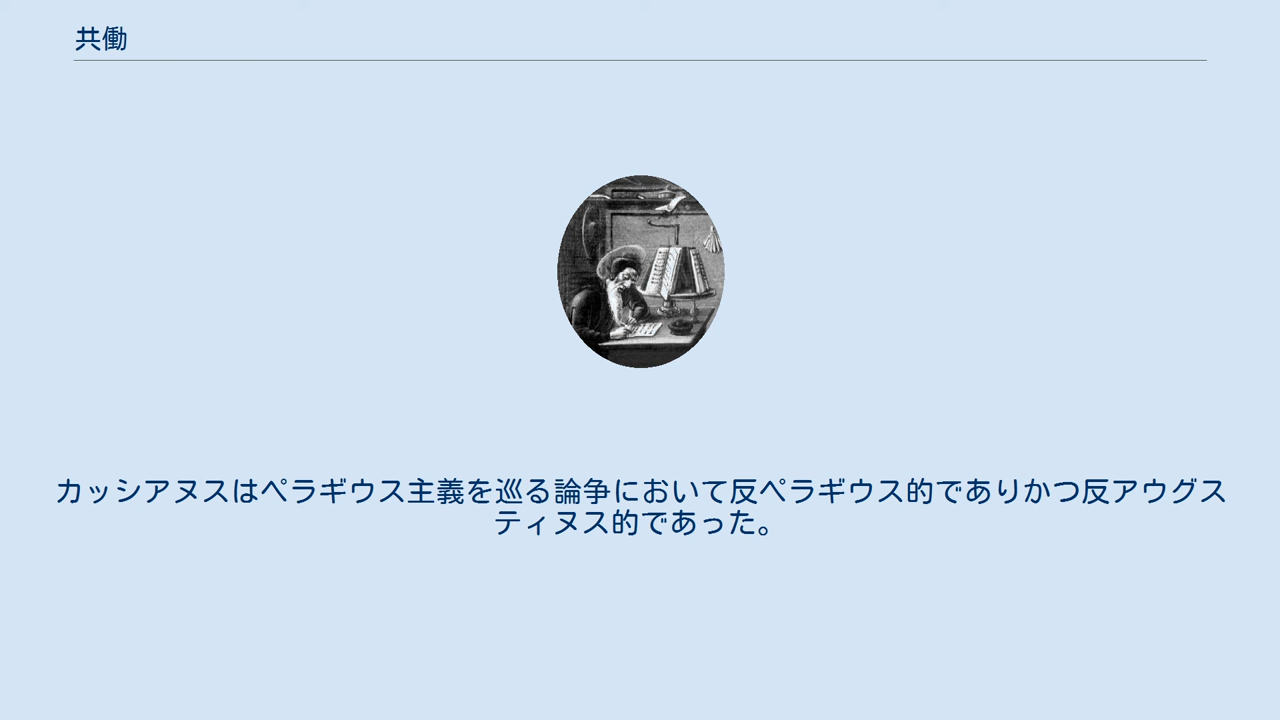 共働
カッシアヌスはペラギウス主義を巡る論争において反ペラギウス的でありかつ反アウグス
ティヌス的であった。